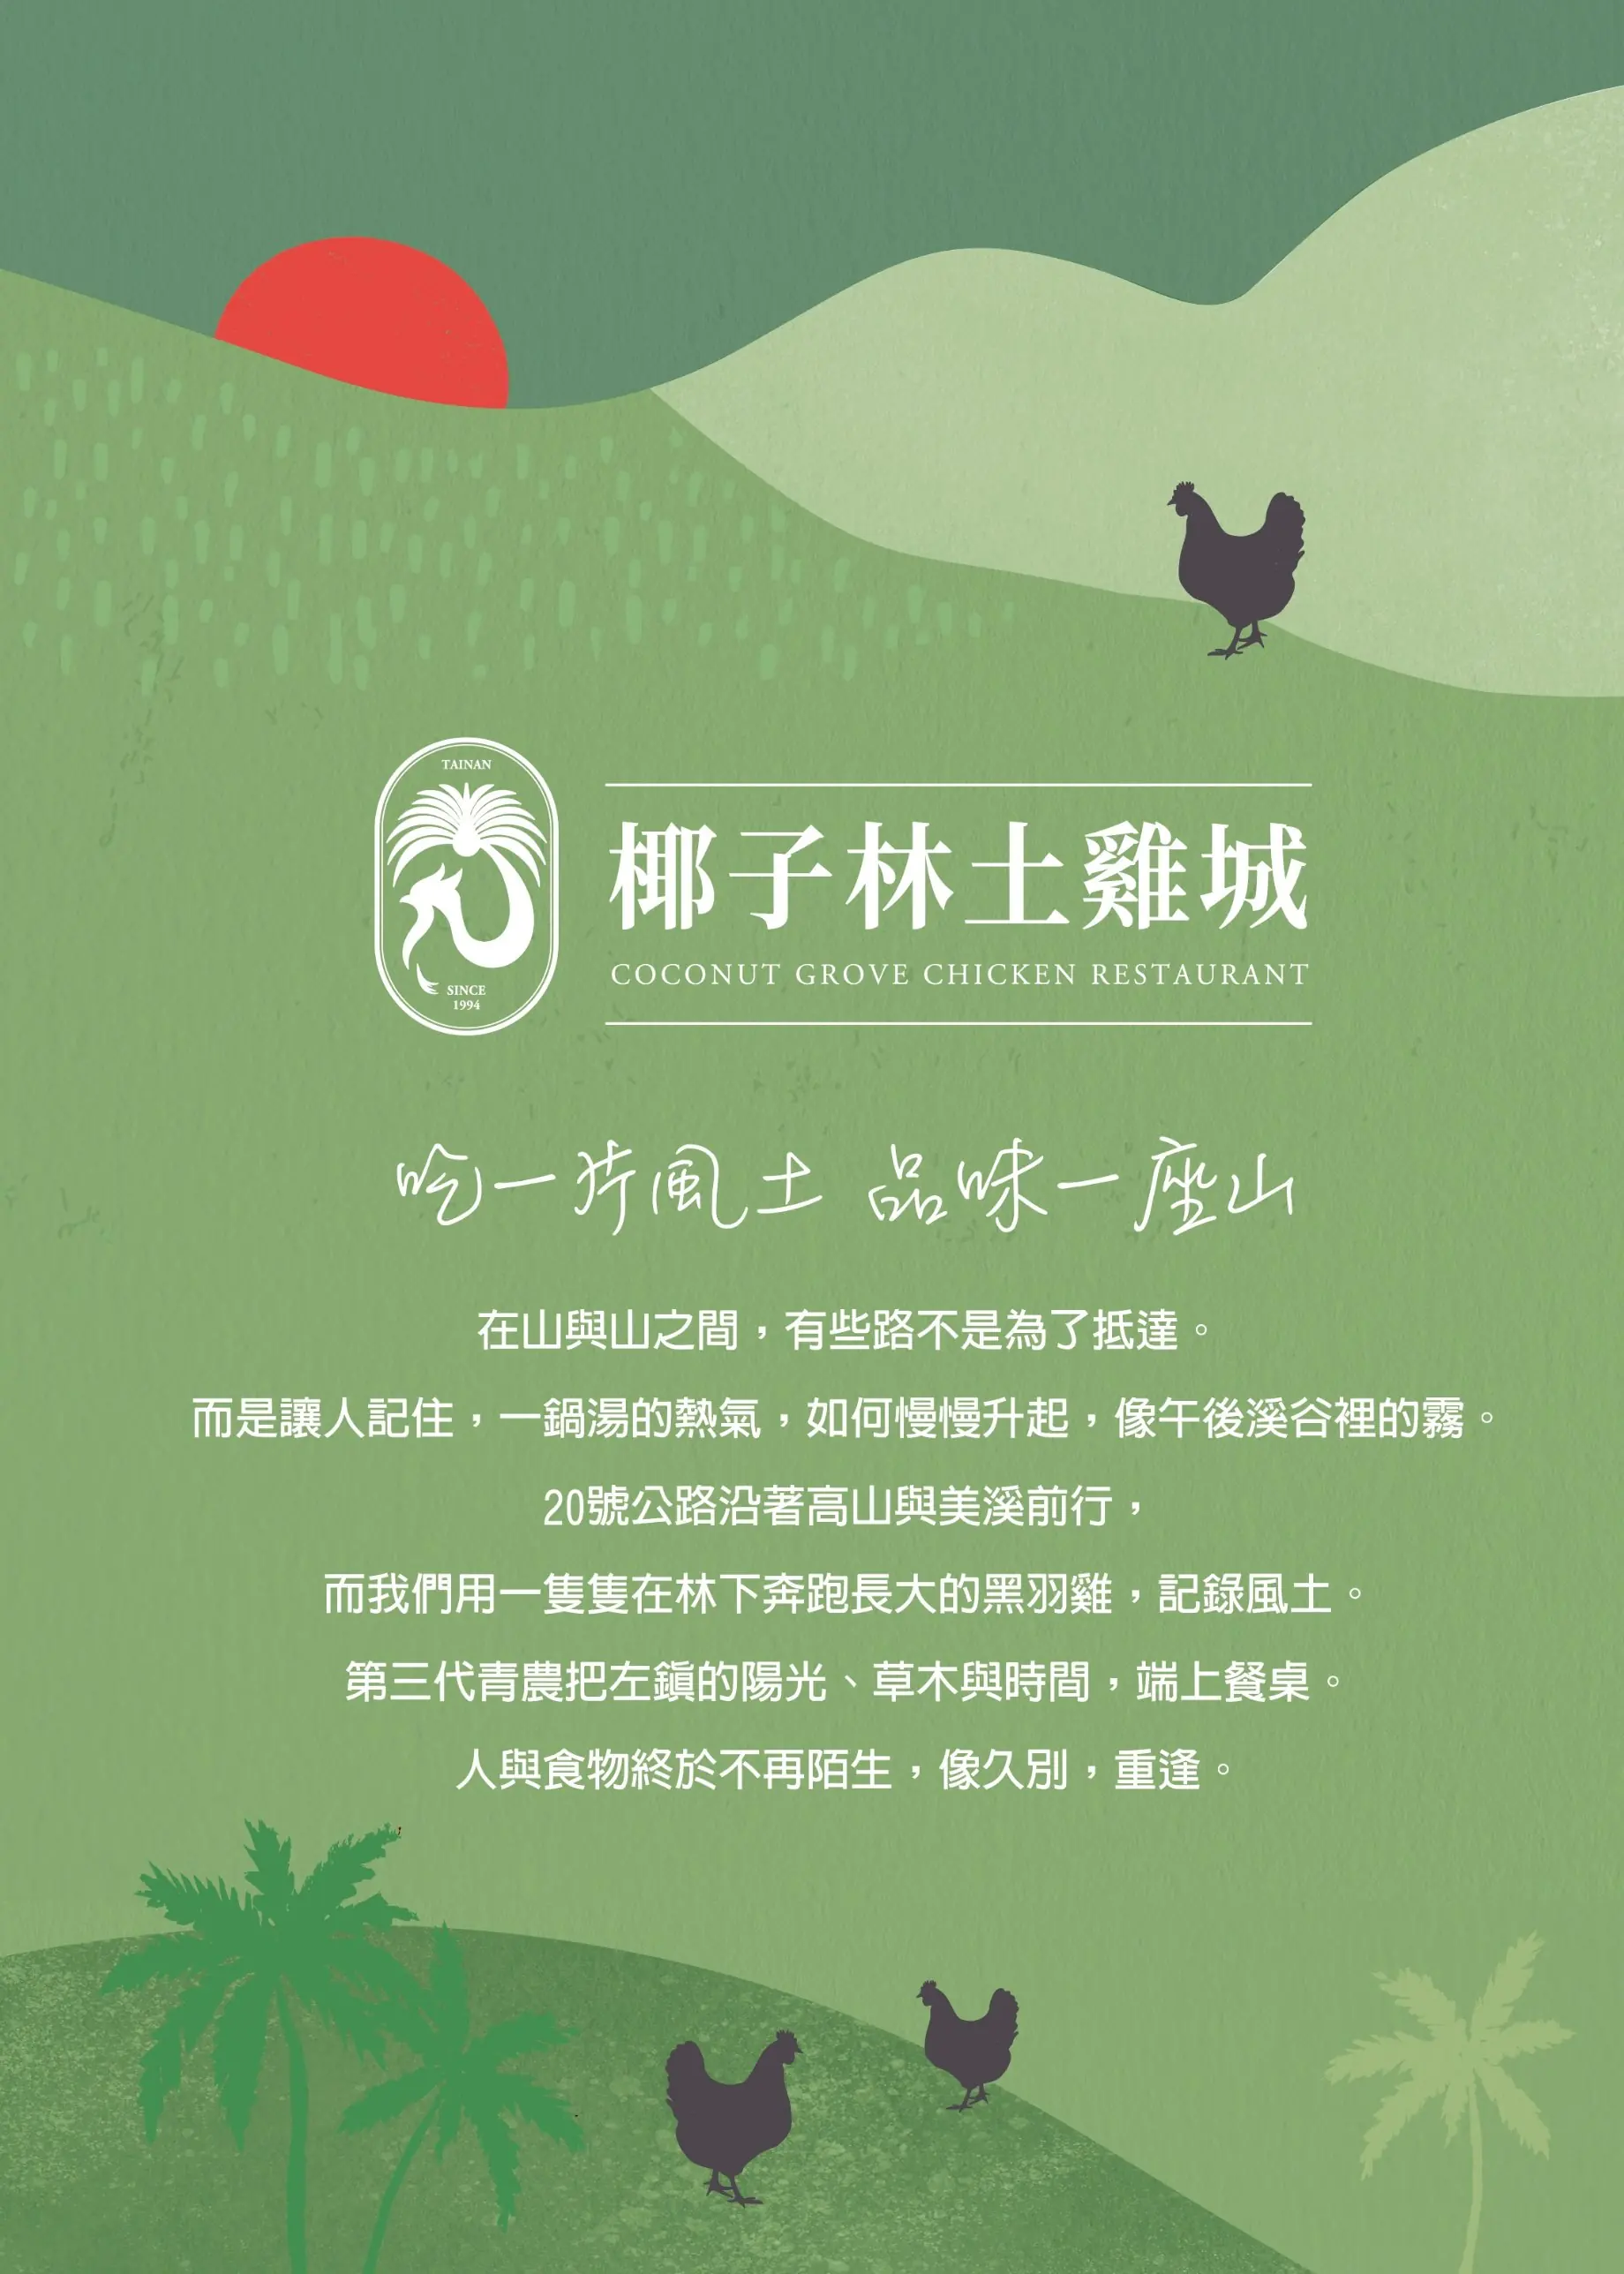 TAINAN
SINCE
1994
椰子林土雞城
COCONUT GROVE CHICKEN RESTAURANT
吃一片風土 品味一座山
在山與山之間，有些路不是為了抵達。
而是讓人記住，一鍋湯的熱氣，如何慢慢升起，像午後溪谷裡的霧。
20號公路沿著高山與美溪前行，
而我們用一隻隻在林下奔跑長大的黑羽雞，記錄風土。
第三代青農把左鎮的陽光、草木與時間，端上餐桌。
人與食物終於不再陌生，像久別，重逢。